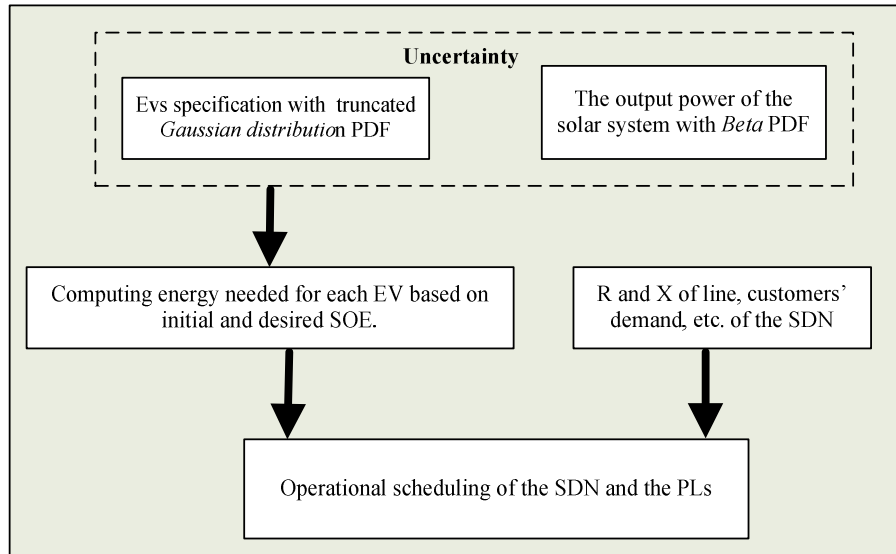 Uncertainty
Evs specification with truncated
Gaussian distribution PDF
The output power of the
solar system with Beta PDF
Computing energy needed for each EV based on
initial and desired SOE.
R and X of line, customers’
demand, etc. of the SDN
Operational scheduling of the SDN and the PLs